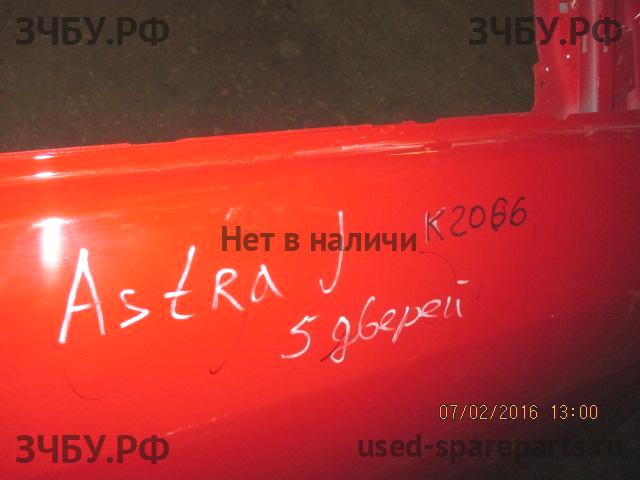 ЗЧБУ.РФ ЗЧБУ.РФ
Astra J K2066
Нет в наличи
5 дверей
07/02/2016 13:00
ЗЧБУ.РФ used-spareparts.ru